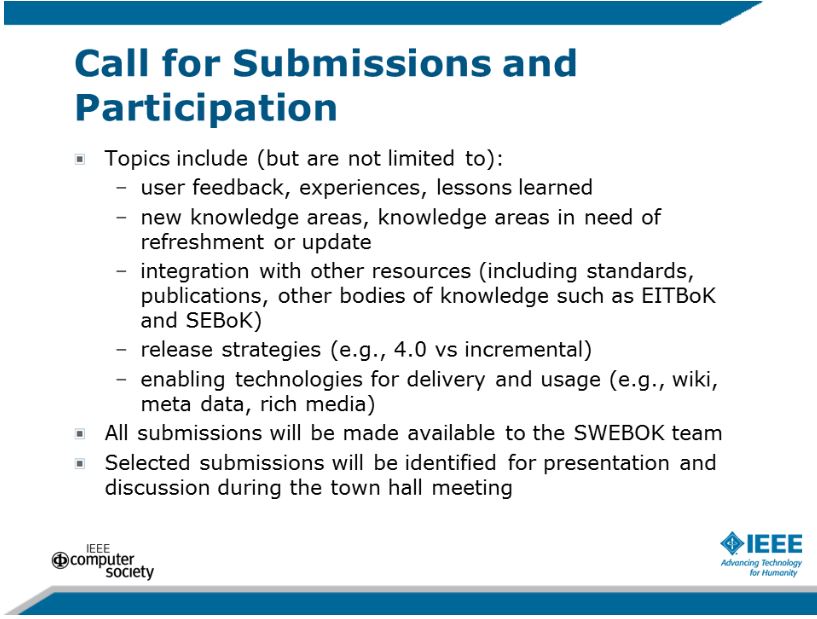 Call for Submissions and
Participation
Topics include (but are not limited to):
– user feedback, experiences, lessons learned
– new knowledge areas, knowledge areas in need of
refreshment or update
– integration with other resources (including standards,
publications, other bodies of knowledge such as EITBoK
and SEBoK)
– release strategies (e.g., 4.0 vs incremental)
– enabling technologies for delivery and usage (e.g., wiki,
meta data, rich media)
All submissions will be made available to the SWEBOK team
Selected submissions will be identified for presentation and
discussion during the town hall meeting
IEEE
computer
society
IEEE
Advancing Technology
for Humanity